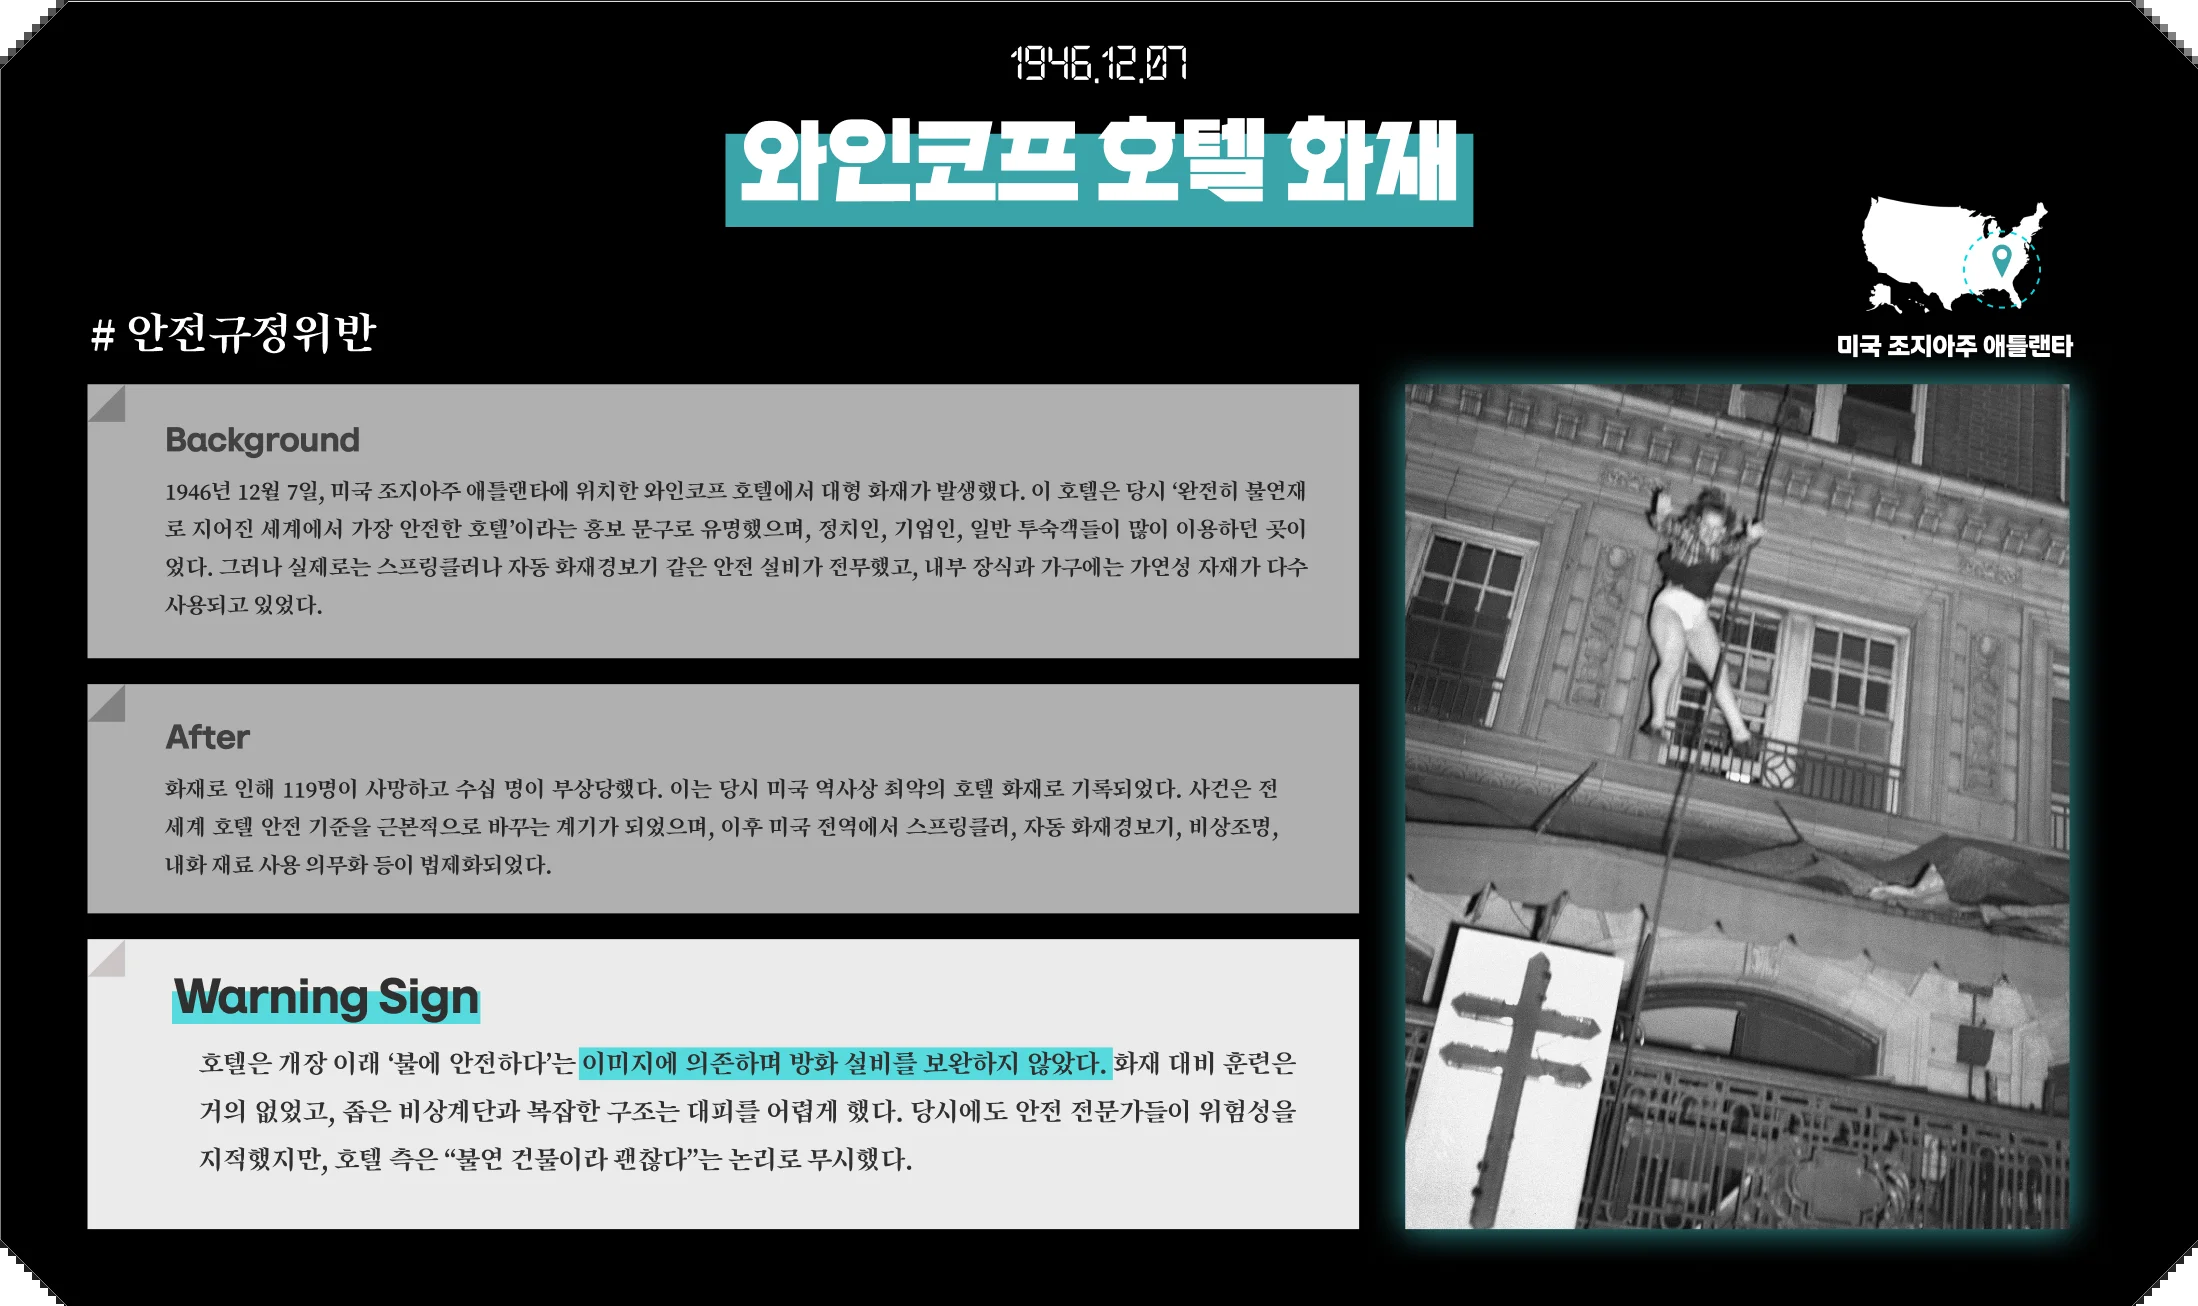 1946.12.07
와인코프 호텔 화재
# 안전규정위반
미국 조지아주 애틀랜타
Background
1946년 12월 7일, 미국 조지아주 애틀랜타에 위치한 와인코프 호텔에서 대형 화재가 발생했다. 이 호텔은 당시 ‘완전히 불연재
로 지어진 세계에서 가장 안전한 호텔’이라는 홍보 문구로 유명했으며, 정치인, 기업인, 일반 투숙객들이 많이 이용하던 곳이
었다. 그러나 실제로는 스프링클러나 자동 화재경보기 같은 안전 설비가 전무했고, 내부 장식과 가구에는 가연성 자재가 다수
사용되고 있었다.
After
화재로 인해 119명이 사망하고 수십 명이 부상당했다. 이는 당시 미국 역사상 최악의 호텔 화재로 기록되었다. 사건은 전
세계 호텔 안전 기준을 근본적으로 바꾸는 계기가 되었으며, 이후 미국 전역에서 스프링클러, 자동 화재경보기, 비상조명,
내화 재료 사용 의무화 등이 법제화되었다.
Warning Sign
호텔은 개장 이래 ‘불에 안전하다’는 이미지에 의존하며 방화 설비를 보완하지 않았다. 화재 대비 훈련은
거의 없었고, 좁은 비상계단과 복잡한 구조는 대피를 어렵게 했다. 당시에도 안전 전문가들이 위험성을
지적했지만, 호텔 측은 “불연 건물이라 괜찮다”는 논리로 무시했다.